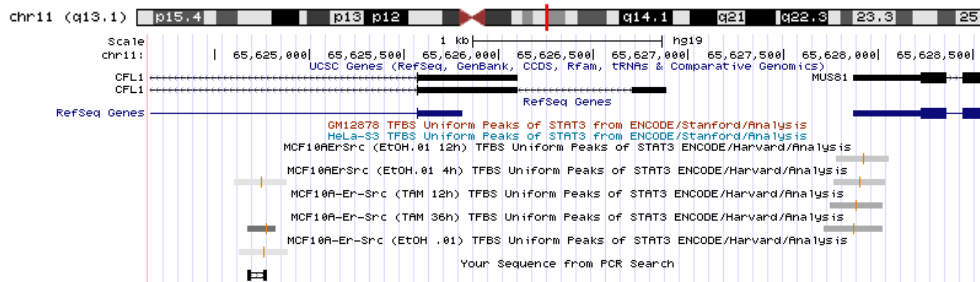 chr11 (q13.1) p15.4 p13 p12 q14.1 q21 q22.3 23.3 25
Scale 1 kb hg19
chr11: 65,625,000 65,625,500 65,626,000 65,626,500 65,627,000 65,627,500 65,628,000 65,628,500
UCSC Genes (RefSeq, GenBank, CCDS, Rfam, tRNAs & Comparative Genomics)
CFL1 MUS81
CFL1
RefSeq Genes
RefSeq Genes
GM12878 TFBS Uniform Peaks of STAT3 from ENCODE/Stanford/Analysis
HeLa-S3 TFBS Uniform Peaks of STAT3 from ENCODE/Stanford/Analysis
MCF10AErSrc (EtOH.01 12h) TFBS Uniform Peaks of STAT3 ENCODE/Harvard/Analysis
MCF10AErSrc (EtOH.01 4h) TFBS Uniform Peaks of STAT3 ENCODE/Harvard/Analysis
MCF10A-Er-Src (TAM 12h) TFBS Uniform Peaks of STAT3 ENCODE/Harvard/Analysis
MCF10A-Er-Src (TAM 36h) TFBS Uniform Peaks of STAT3 ENCODE/Harvard/Analysis
MCF10A-Er-Src (EtOH .01) TFBS Uniform Peaks of STAT3 ENCODE/Harvard/Analysis
Your Sequence from PCR Search